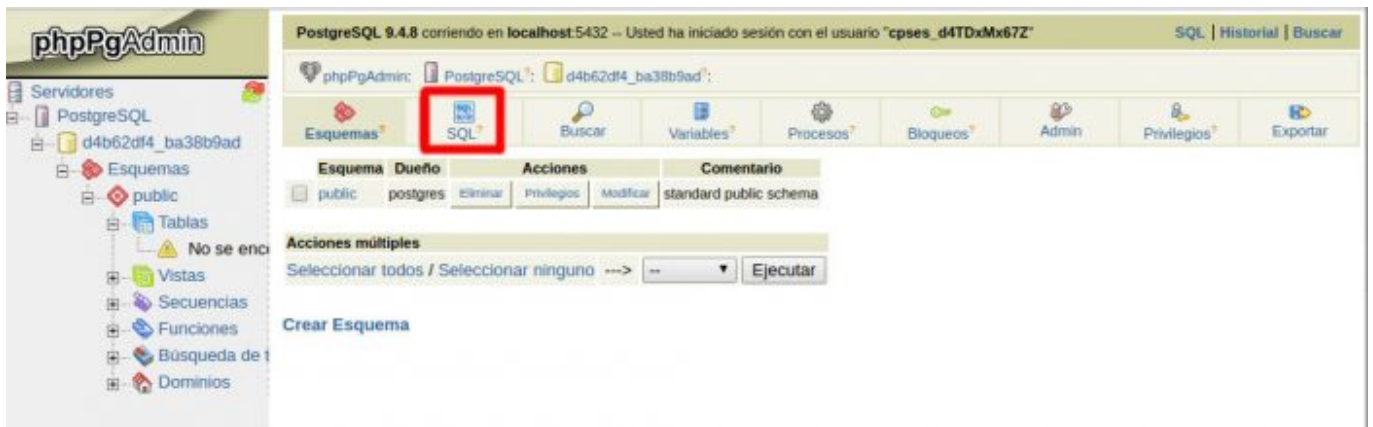 phpPgAdmin
Servidores
PostgreSQL
d4b62df4_ba38b9ad
Esquemas
public
Tablas
No se enc
Vistas
Secuencias
Funciones
Búsqueda de t
Dominios
PostgreSQL 9.4.8 corriendo en localhost:5432 -- Usted ha iniciado sesión con el usuario "cpses_d4TDxMx67Z"
SQL | Historial | Buscar
phpPgAdmin: PostgreSQL?: d4b62df4_ba38b9ad?:
Esquemas? SQL? Buscar Variables? Procesos? Bloqueos? Admin Privilegios? Exportar
Esquema Dueño Acciones Comentario
public postgres Eliminar Privilegios Modificar standard public schema
Acciones múltiples
Seleccionar todos / Seleccionar ninguno ---> -- Ejecutar
Crear Esquema